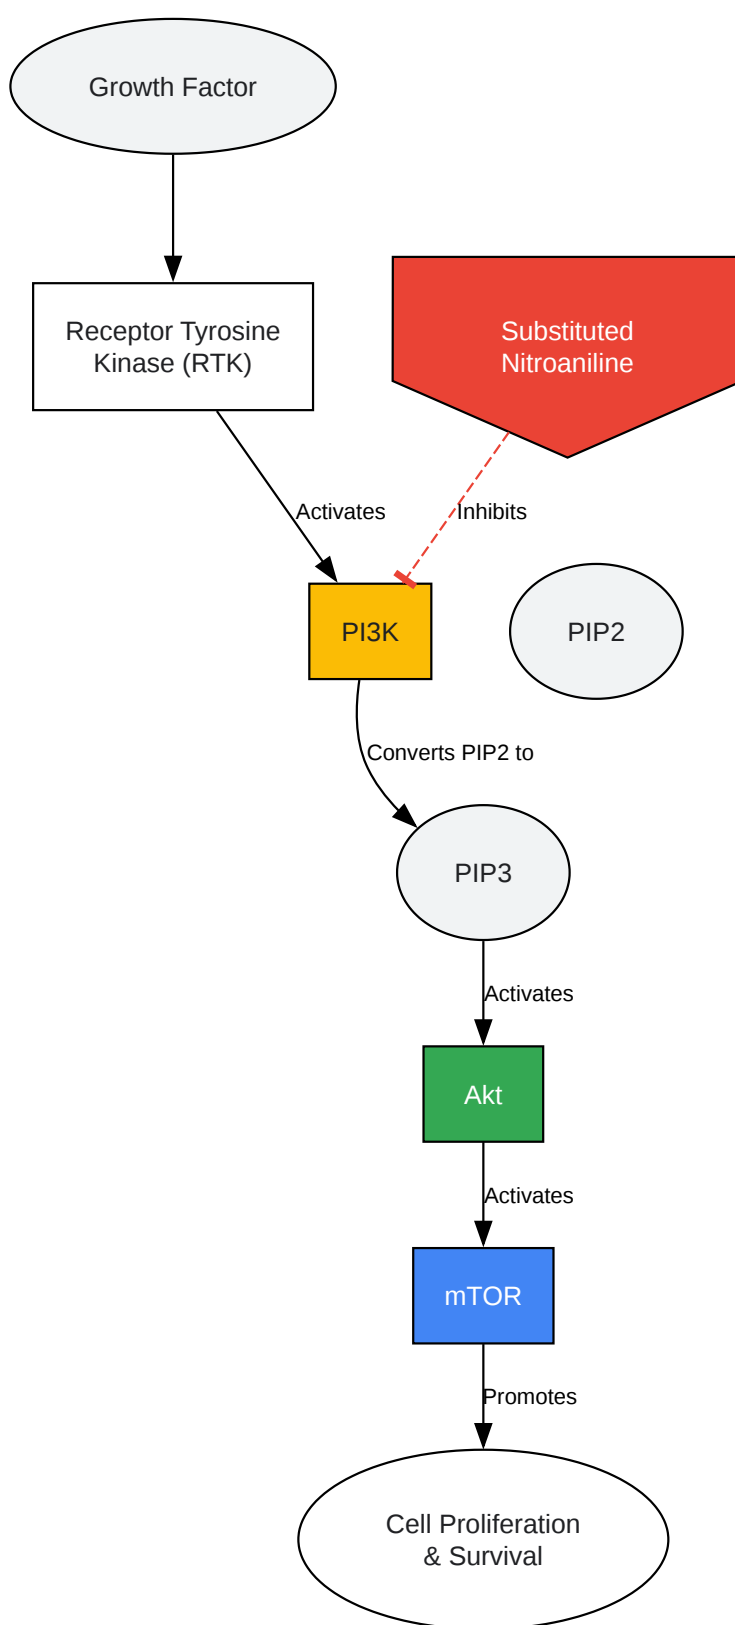 Growth Factor
Receptor Tyrosine
Kinase (RTK)
Substituted
Nitroaniline
Activates
Inhibits
PI3K
PIP2
Converts PIP2 to
PIP3
Activates
Akt
Activates
mTOR
Promotes
Cell Proliferation
& Survival